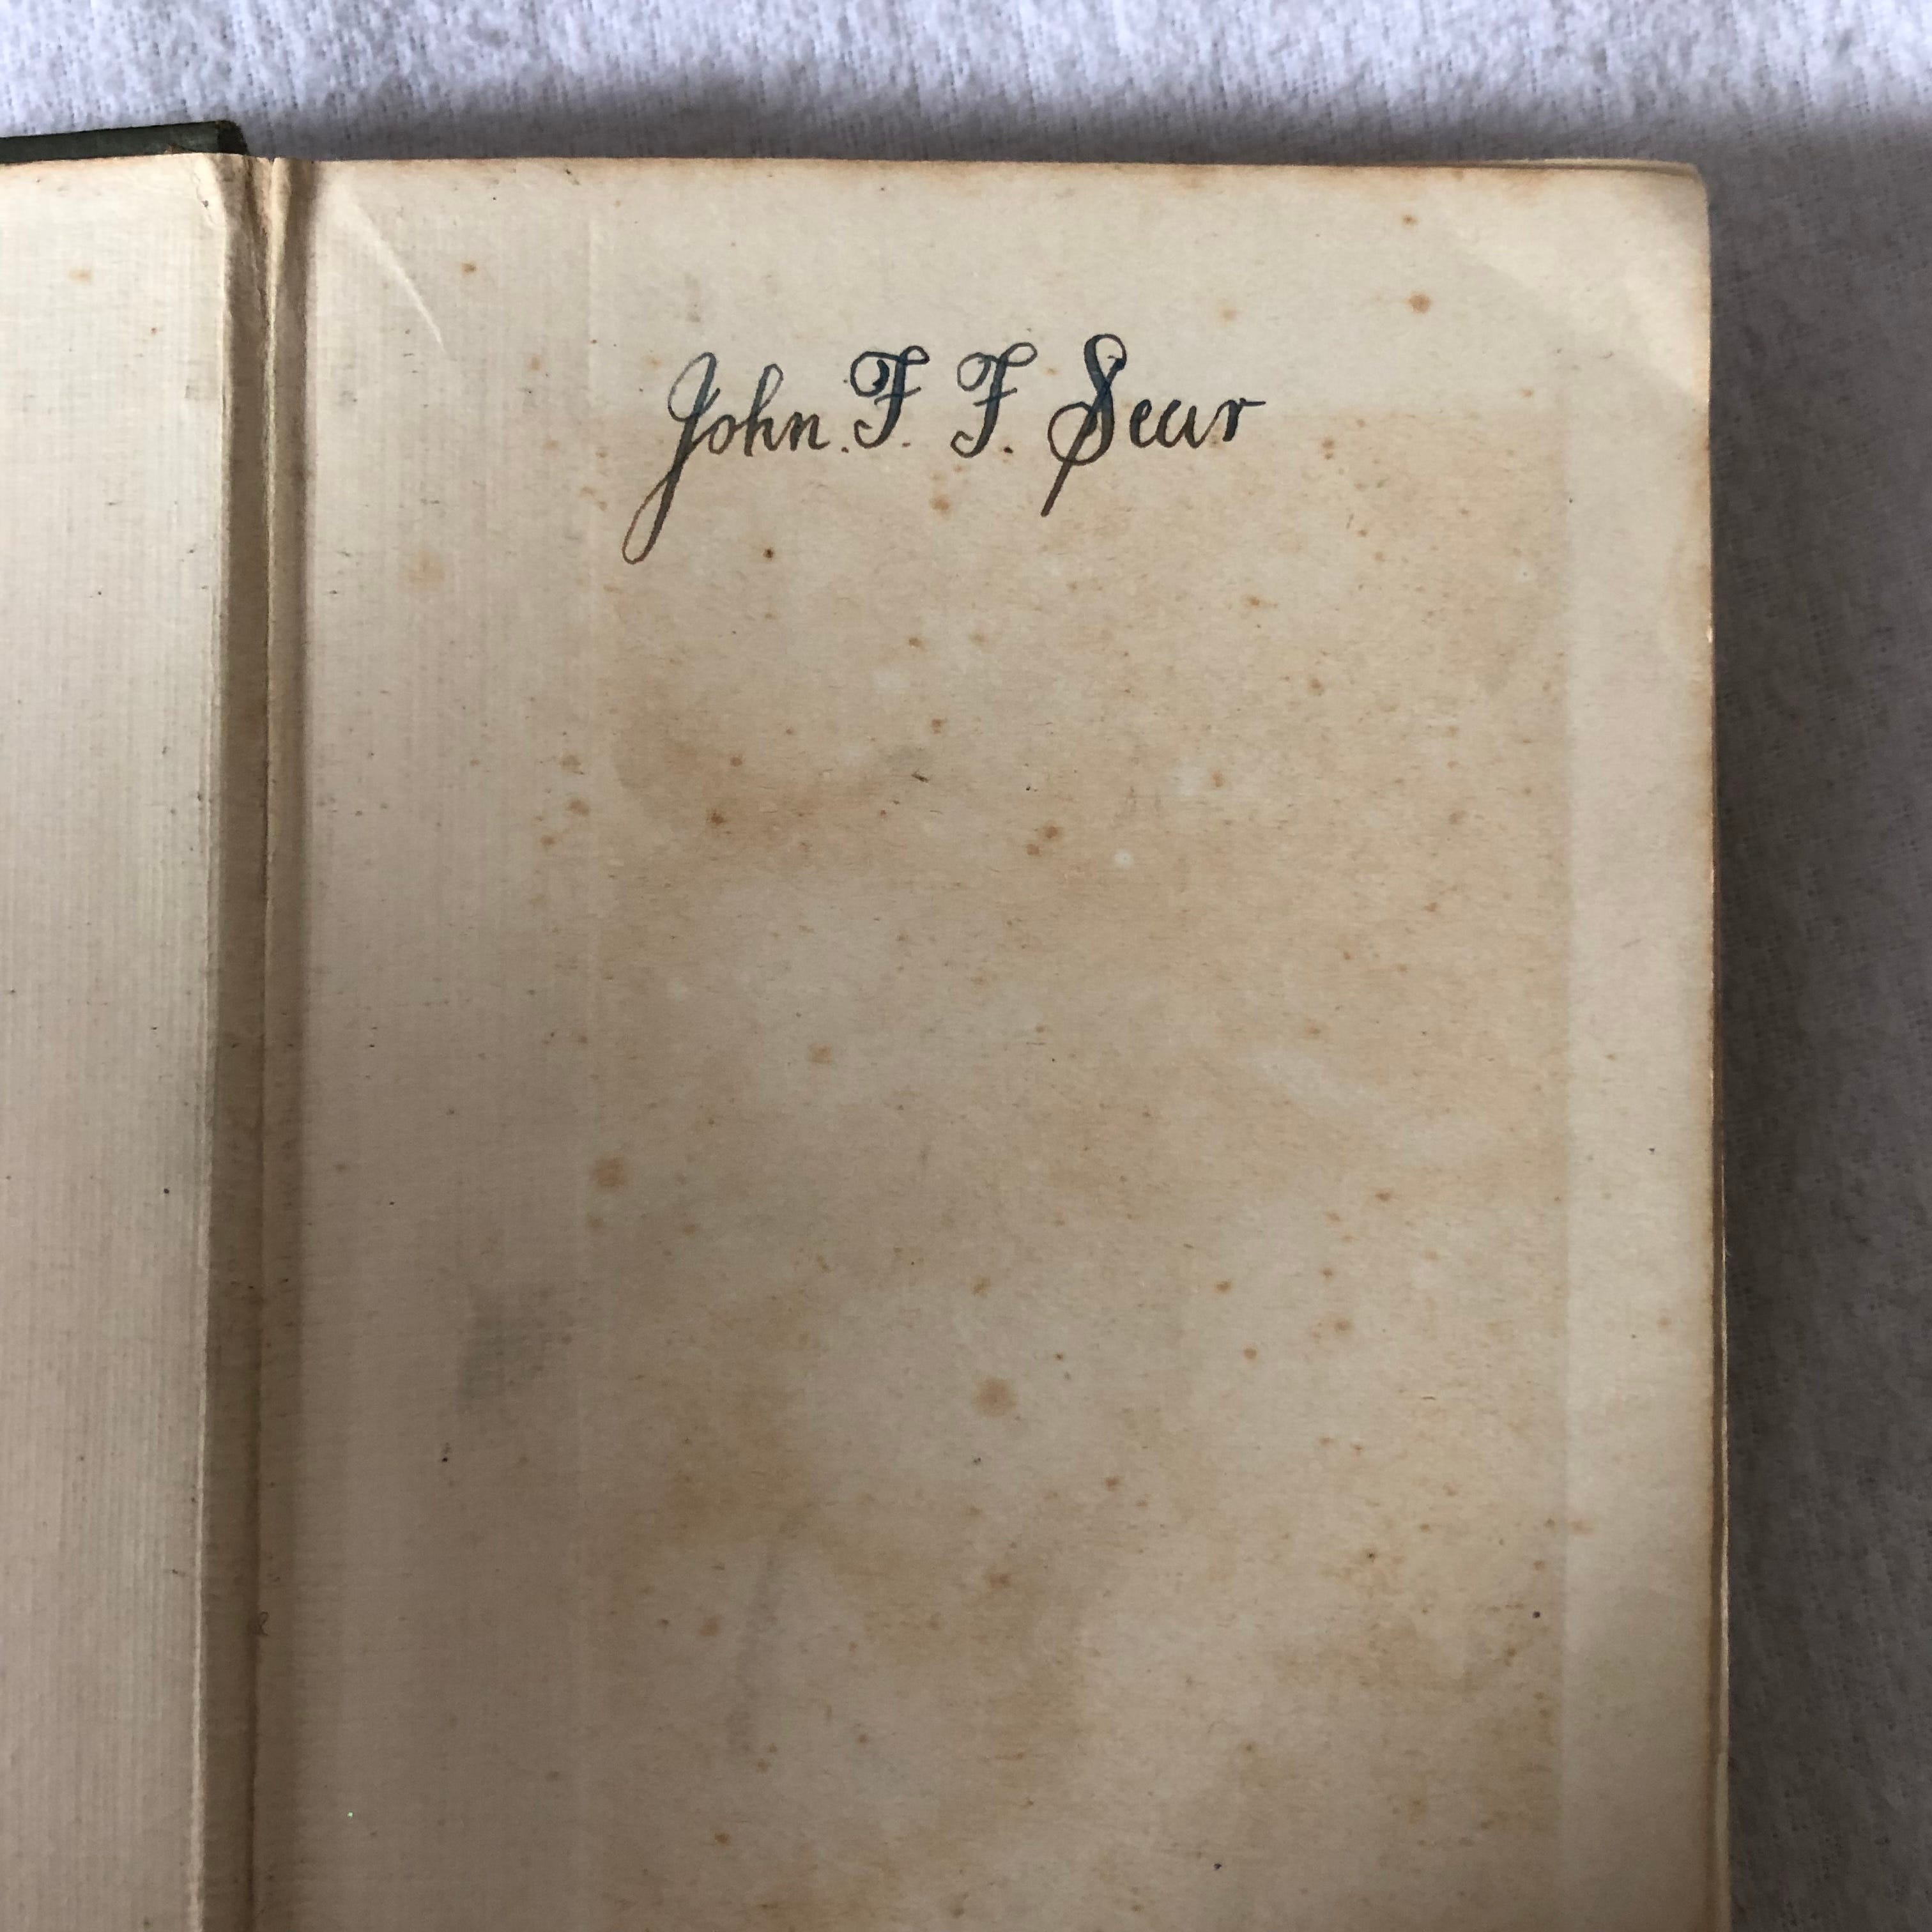 John. F. F. Sear